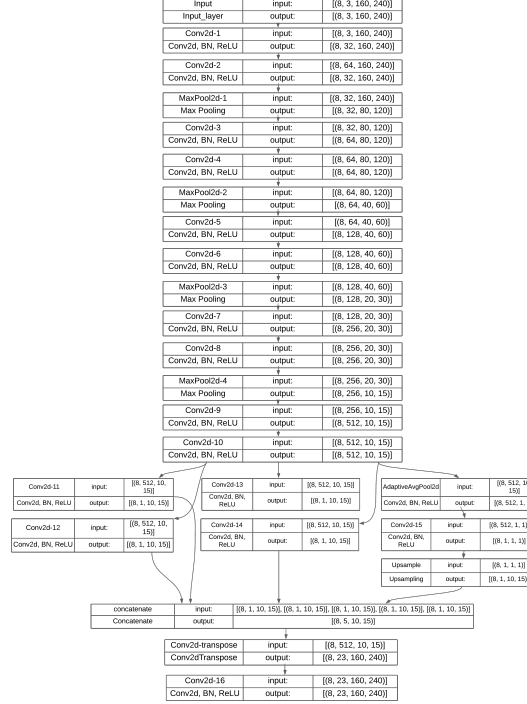 Input input: [(8, 3, 160, 240)]
Input_layer output: [(8, 3, 160, 240)]
Conv2d-1 input: [(8, 3, 160, 240)]
Conv2d, BN, ReLU output: [(8, 32, 160, 240)]
Conv2d-2 input: [(8, 64, 160, 240)]
Conv2d, BN, ReLU output: [(8, 32, 160, 240)]
MaxPool2d-1 input: [(8, 32, 160, 240)]
Max Pooling output: [(8, 32, 80, 120)]
Conv2d-3 input: [(8, 32, 80, 120)]
Conv2d, BN, ReLU output: [(8, 64, 80, 120)]
Conv2d-4 input: [(8, 64, 80, 120)]
Conv2d, BN, ReLU output: [(8, 64, 80, 120)]
MaxPool2d-2 input: [(8, 64, 80, 120)]
Max Pooling output: [(8, 64, 40, 60)]
Conv2d-5 input: [(8, 64, 40, 60)]
Conv2d, BN, ReLU output: [(8, 128, 40, 60)]
Conv2d-6 input: [(8, 128, 40, 60)]
Conv2d, BN, ReLU output: [(8, 128, 40, 60)]
MaxPool2d-3 input: [(8, 128, 40, 60)]
Max Pooling output: [(8, 128, 20, 30)]
Conv2d-7 input: [(8, 128, 20, 30)]
Conv2d, BN, ReLU output: [(8, 256, 20, 30)]
Conv2d-8 input: [(8, 256, 20, 30)]
Conv2d, BN, ReLU output: [(8, 256, 20, 30)]
MaxPool2d-4 input: [(8, 256, 20, 30)]
Max Pooling output: [(8, 256, 10, 15)]
Conv2d-9 input: [(8, 256, 10, 15)]
Conv2d, BN, ReLU output: [(8, 512, 10, 15)]
Conv2d-10 input: [(8, 512, 10, 15)]
Conv2d, BN, ReLU output: [(8, 512, 10, 15)]
Conv2d-11 input: [(8, 512, 10,
15)]
Conv2d, BN, ReLU output: [(8, 1, 10, 15)]
Conv2d-12 input: [(8, 512, 10,
15)]
Conv2d, BN, ReLU output: [(8, 1, 10, 15)]
Conv2d-13 input: [(8, 512, 10, 15)]
Conv2d, BN,
ReLU output: [(8, 1, 10, 15)]
Conv2d-14 input: [(8, 512, 10, 15)]
Conv2d, BN,
ReLU output: [(8, 1, 10, 15)]
AdaptiveAvgPool2d input: [(8, 512,
15)]
Conv2d, BN, ReLU output: [(8, 512, 1,
Conv2d-15 input: [(8, 512, 1, 1)]
Conv2d, BN,
ReLU output: [(8, 1, 1, 1)]
Upsample input: [(8, 1, 1, 1)]
Upsampling output: [(8, 1, 10, 15)]
concatenate input: [(8, 1, 10, 15)], [(8, 1, 10, 15)], [(8, 1, 10, 15)], [(8, 1, 10, 15)], [(8, 1, 10, 15)]
Concatenate output: [(8, 5, 10, 15)]
Conv2d-transpose input: [(8, 512, 10, 15)]
Conv2dTranspose output: [(8, 23, 160, 240)]
Conv2d-16 input: [(8, 23, 160, 240)]
Conv2d, BN, ReLU output: [(8, 23, 160, 240)]